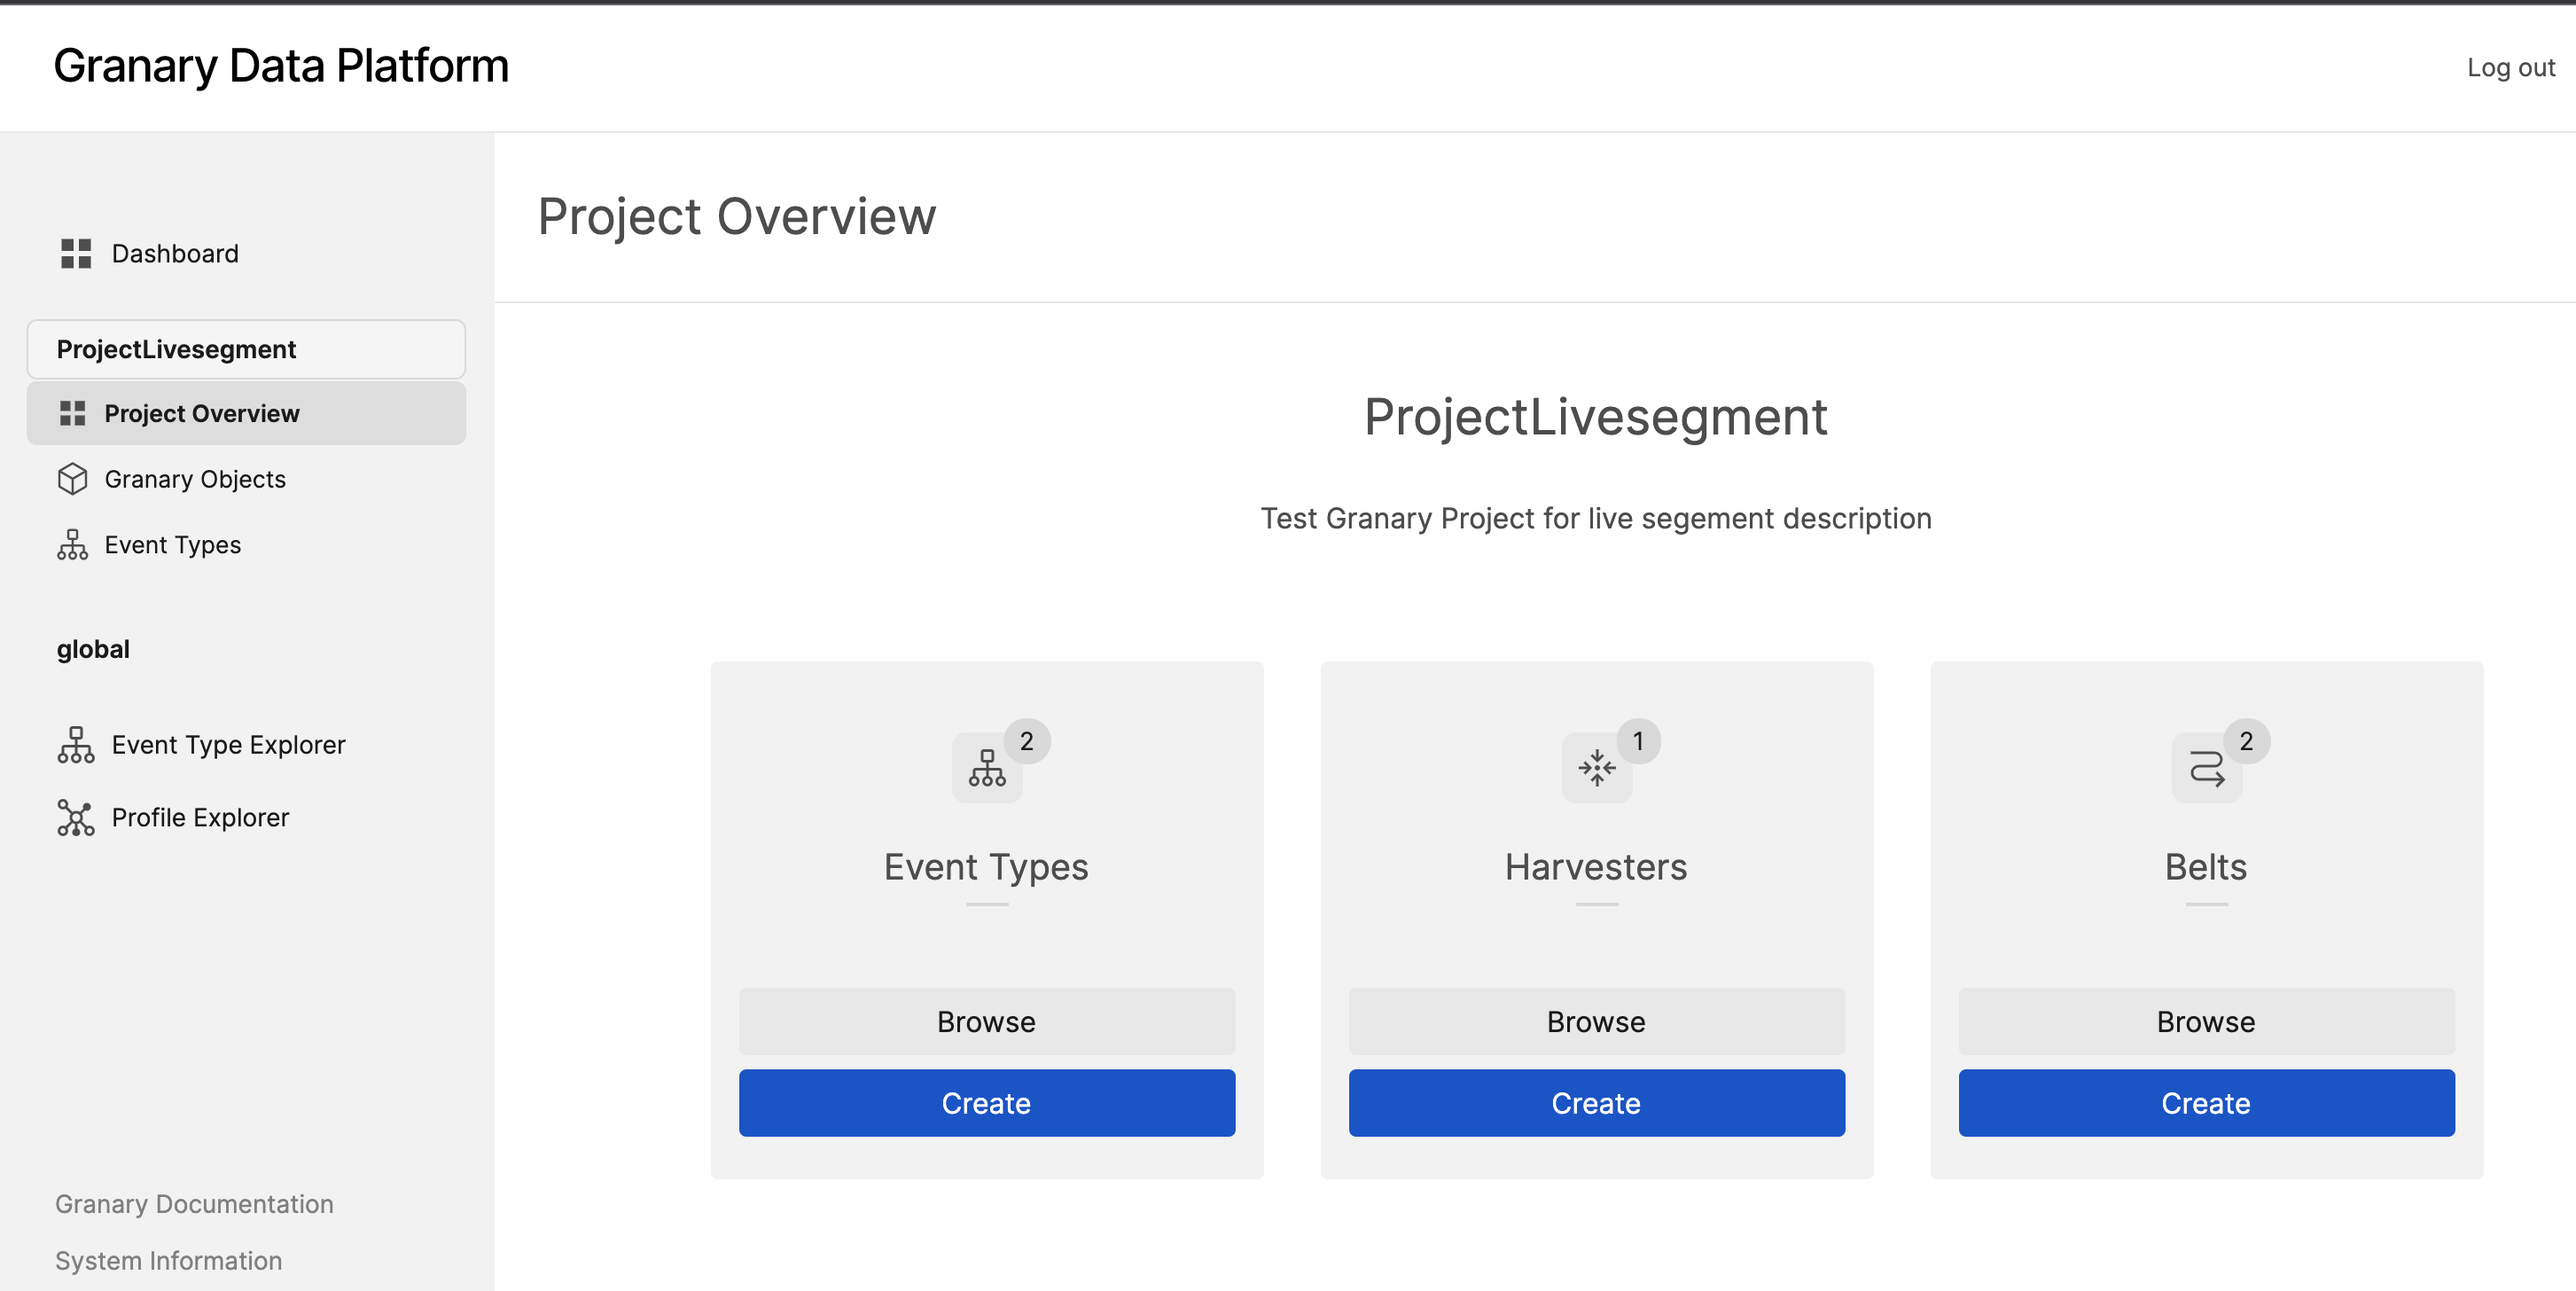 Granary Data Platform
Log out
Dashboard
ProjectLivesegment
Project Overview
Granary Objects
Event Types
global
Event Type Explorer
Profile Explorer
Granary Documentation
System Information
Project Overview
ProjectLivesegment
Test Granary Project for live segement description
2
Event Types
Browse
Create
1
Harvesters
Browse
Create
2
Belts
Browse
Create